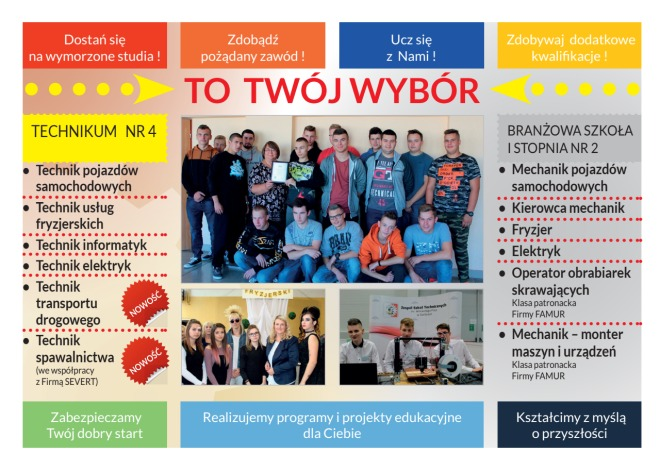 Dostań się
na wymorzone studia !
Zdobądź
pożądany zawód !
Ucz się
z Nami !
Zdobywaj dodatkowe
kwalifikacje !
TO TWÓJ WYBÓR
TECHNIKUM NR 4
• Technik pojazdów
samochodowych
• Technik usług
fryzjerskich
• Technik informatyk
• Technik elektryk
• Technik
transportu
drogowego
NOWOŚĆ
• Technik
spawalnictwa
(we współpracy
z Firmą SEVERT)
NOWOŚĆ
FRYZJERSKI
Zespół Szkół Technicznych
BRANŻOWA SZKOŁA
I STOPNIA NR 2
• Mechanik pojazdów
samochodowych
• Kierowca mechanik
• Fryzjer
• Elektryk
• Operator obrabiarek
skrawających
Klasa patronacka
Firmy FAMUR
• Mechanik – monter
maszyn i urządzeń
Klasa patronacka
Firmy FAMUR
Zabezpieczamy
Twój dobry start
Realizujemy programy i projekty edukacyjne
dla Ciebie
Kształcimy z myślą
o przyszłości